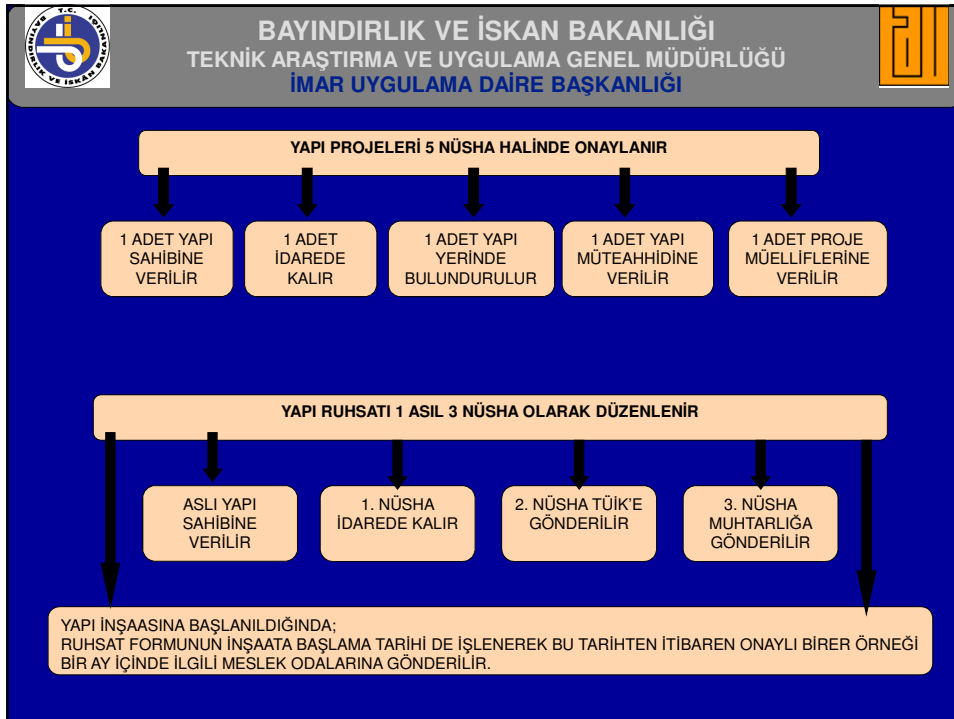 T.C.
BAYINDIRLIK VE İSKAN BAKANLIĞI
BAYINDIRLIK VE İSKAN BAKANLIĞI
TEKNİK ARAŞTIRMA VE UYGULAMA GENEL MÜDÜRLÜĞÜ
İMAR UYGULAMA DAİRE BAŞKANLIĞI
YAPI PROJELERİ 5 NÜSHA HALİNDE ONAYLANIR
1 ADET YAPI
SAHİBİNE
VERİLİR
1 ADET
İDAREDE
KALIR
1 ADET YAPI
YERİNDE
BULUNDURULUR
1 ADET YAPI
MÜTEAHHİDİNE
VERİLİR
1 ADET PROJE
MÜELLİFLERİNE
VERİLİR
YAPI RUHSATI 1 ASIL 3 NÜSHA OLARAK DÜZENLENİR
ASLI YAPI
SAHİBİNE
VERİLİR
1. NÜSHA
İDAREDE KALIR
2. NÜSHA TÜİK'E
GÖNDERİLİR
3. NÜSHA
MUHTARLIĞA
GÖNDERİLİR
YAPI İNŞAASINA BAŞLANILDIĞINDA;
RUHSAT FORMUNUN İNŞAATA BAŞLAMA TARİHİ DE İŞLENEREK BU TARİHTEN İTİBAREN ONAYLI BİRER ÖRNEĞİ
BİR AY İÇİNDE İLGİLİ MESLEK ODALARINA GÖNDERİLİR.